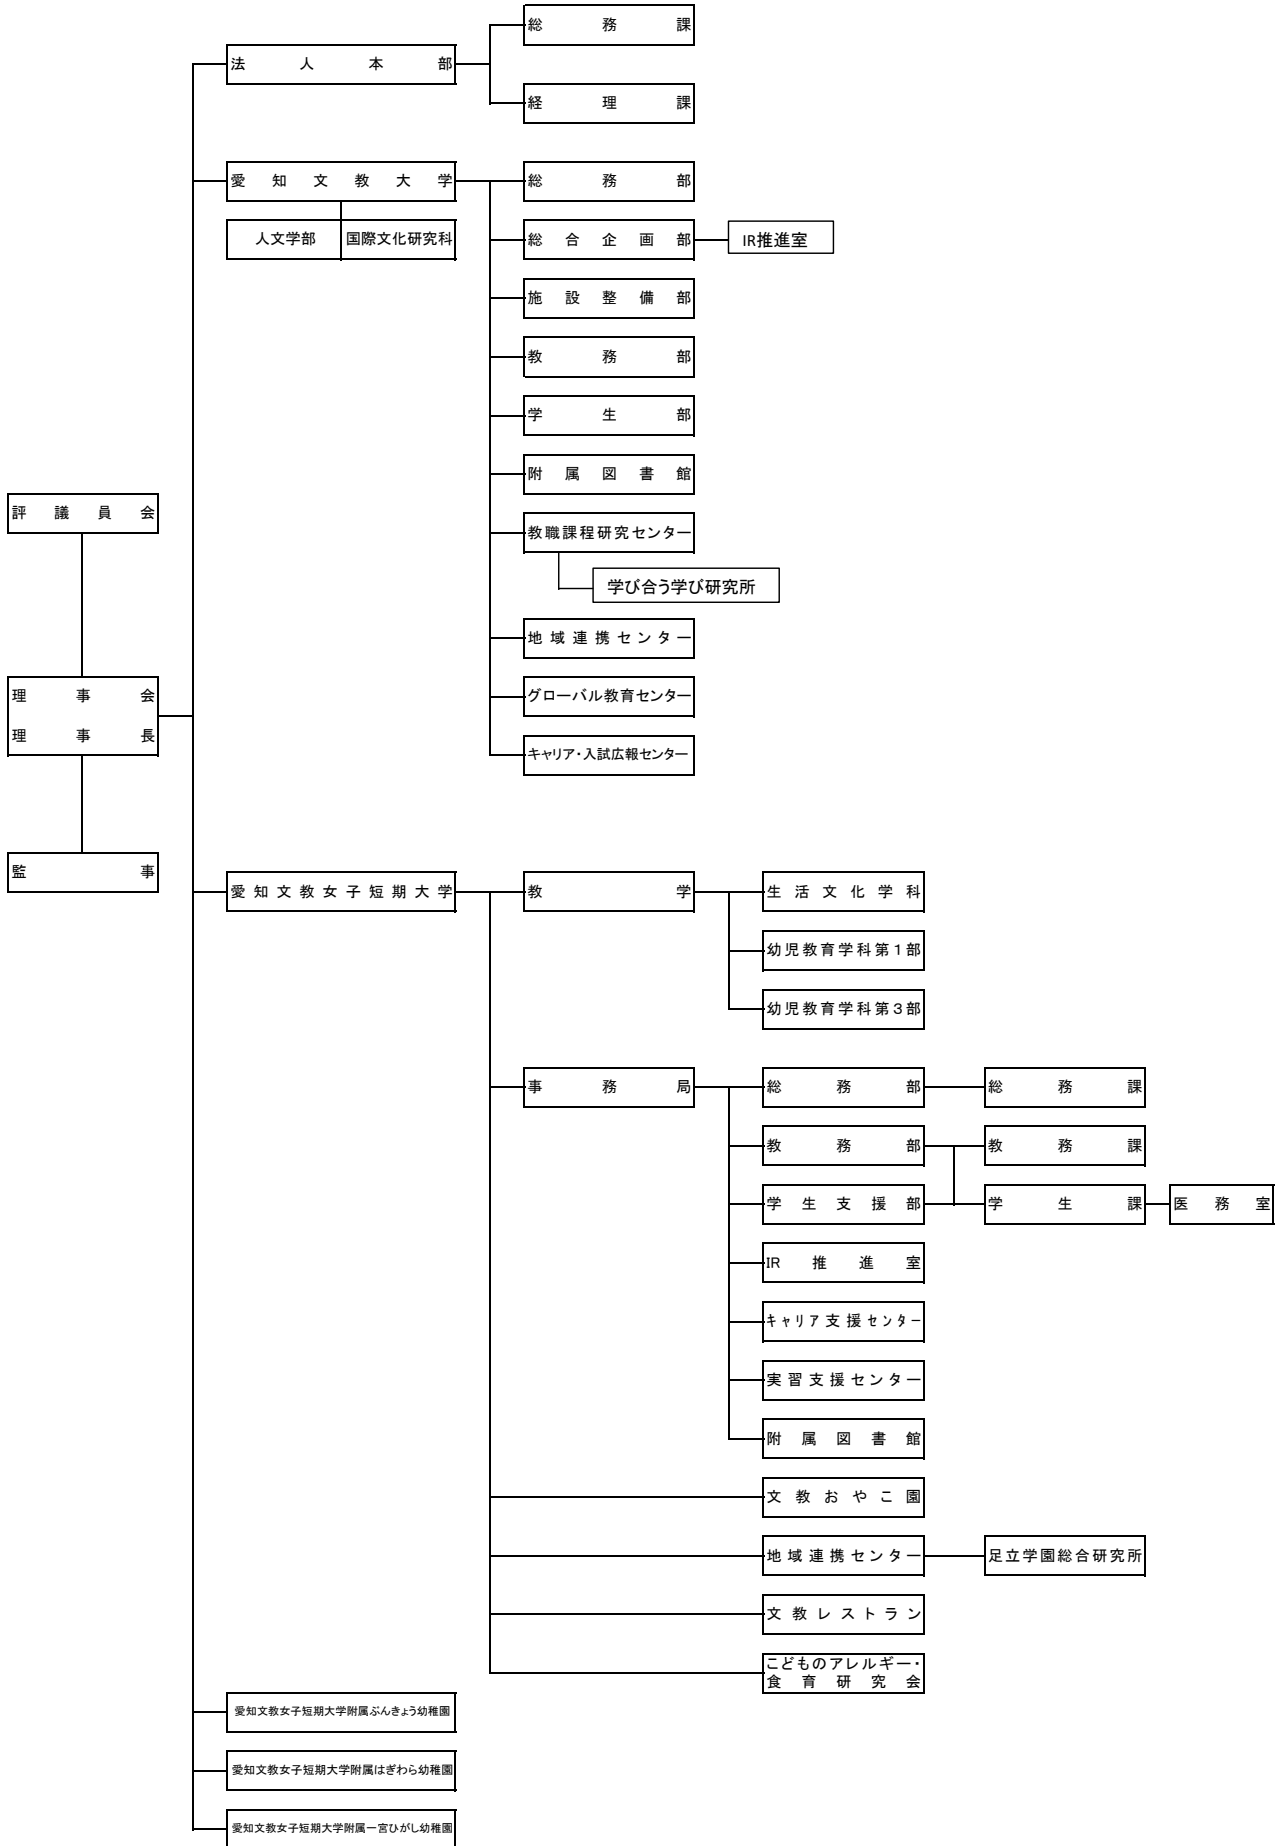 評議員会
理事会
理事長
監事
法人本部
総務課
経理課
愛知文教大学
人文学部
国際文化研究科
総務部
総合企画部
IR推進室
施設整備部
教務部
学生部
附属図書館
教職課程研究センター
学び合う学び研究所
地域連携センター
グローバル教育センター
キャリア・入試広報センター
愛知文教女子短期大学
教学
生活文化学科
幼児教育学科第1部
幼児教育学科第3部
事務局
総務部
総務課
教務部
教務課
学生支援部
学生課
医務室
IR推進室
キャリア支援センター
実習支援センター
附属図書館
文教おやこ園
地域連携センター
足立学園総合研究所
文教レストラン
こどものアレルギー・
食育研究会
愛知文教女子短期大学附属ぶんきょう幼稚園
愛知文教女子短期大学附属はぎわら幼稚園
愛知文教女子短期大学附属一宮ひがし幼稚園